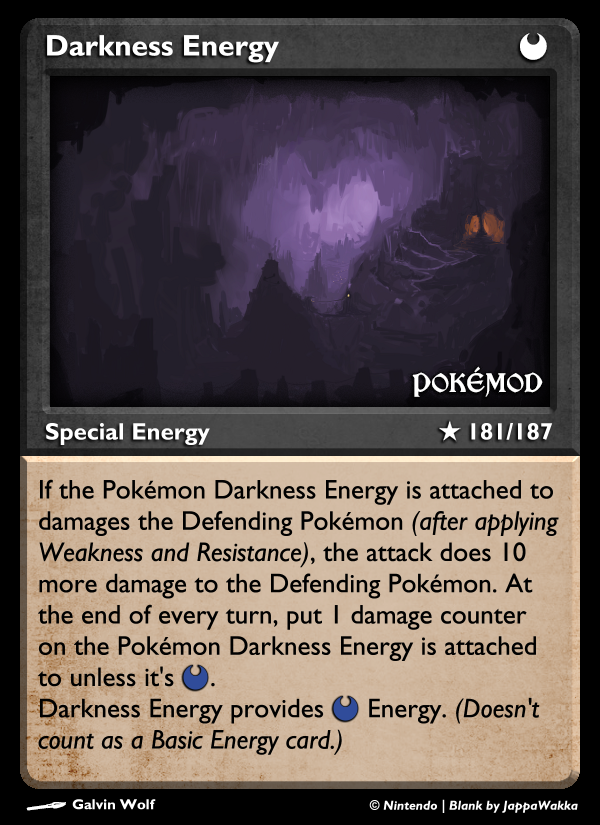 Darkness Energy
POKÉMOD
Special Energy
★ 181/187
If the Pokémon Darkness Energy is attached to
damages the Defending Pokémon (after applying
Weakness and Resistance), the attack does 10
more damage to the Defending Pokémon. At
the end of every turn, put 1 damage counter
on the Pokémon Darkness Energy is attached
to unless it's .
Darkness Energy provides  Energy. (Doesn't
count as a Basic Energy card.)
Galvin Wolf
© Nintendo | Blank by JappaWakka